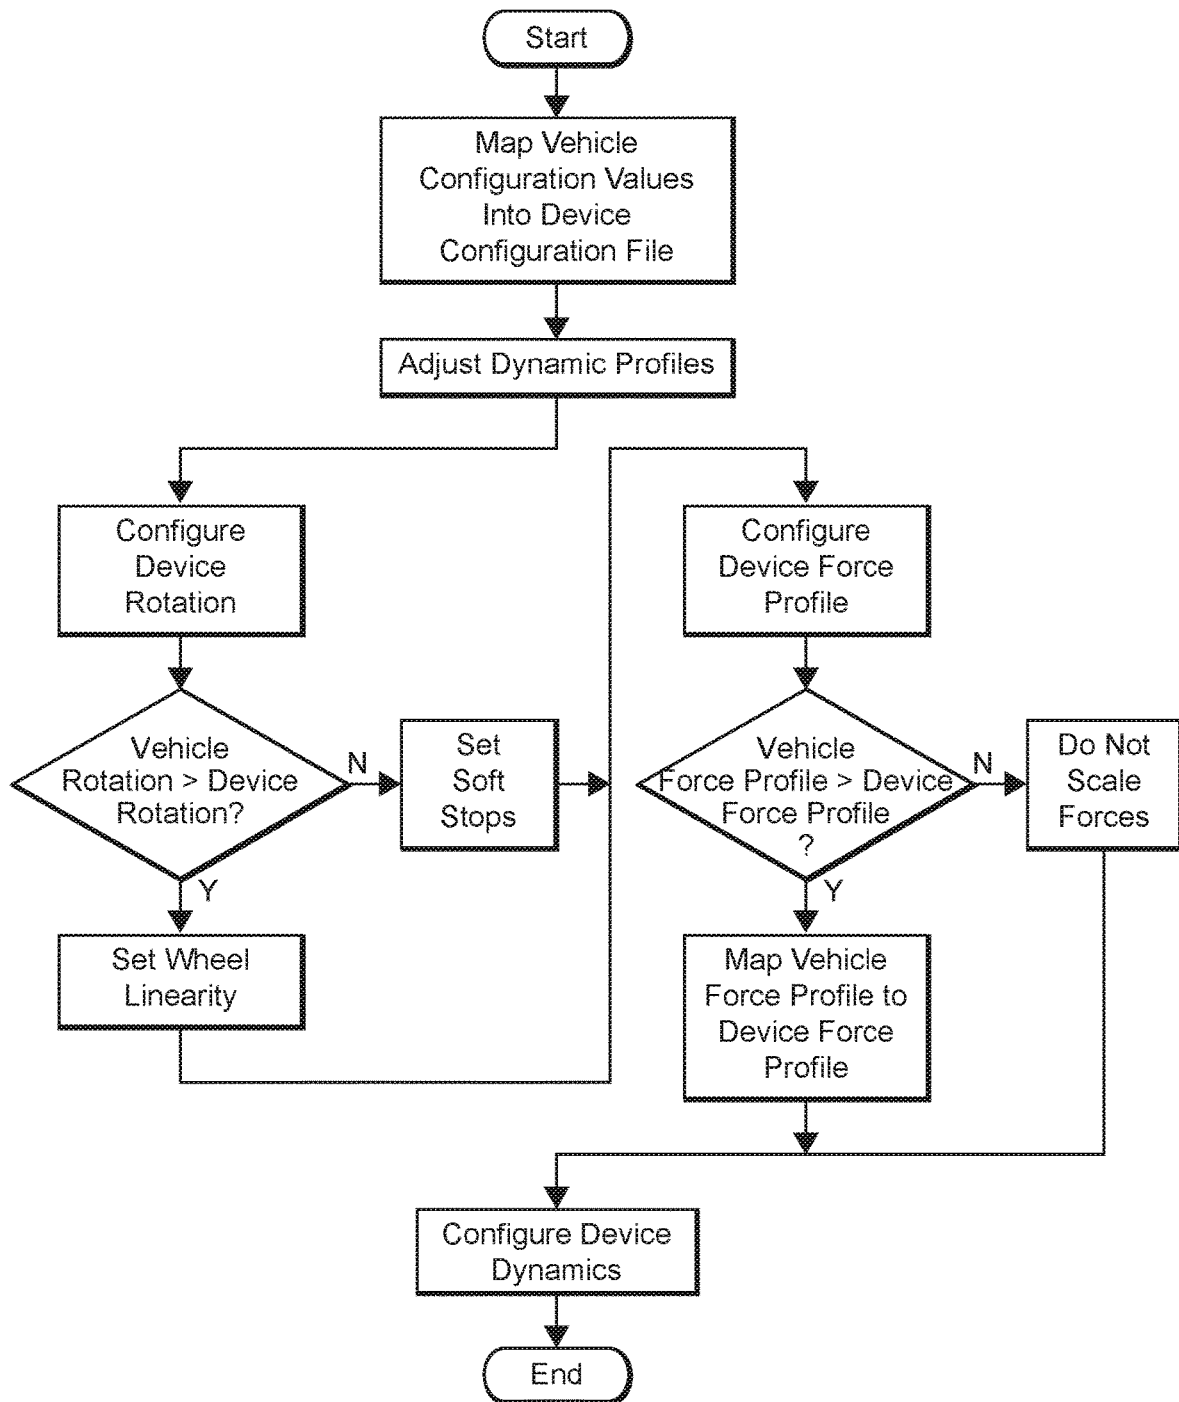 Start
Map Vehicle
Configuration Values
Into Device
Configuration File
Adjust Dynamic Profiles
Configure
Device
Rotation
Vehicle
Rotation > Device
Rotation?
N
Set
Soft
Stops
Y
Set Wheel
Linearity
Configure
Device Force
Profile
Vehicle
Force Profile > Device
Force Profile
?
N
Do Not
Scale
Forces
Y
Map Vehicle
Force Profile to
Device Force
Profile
Configure Device
Dynamics
End